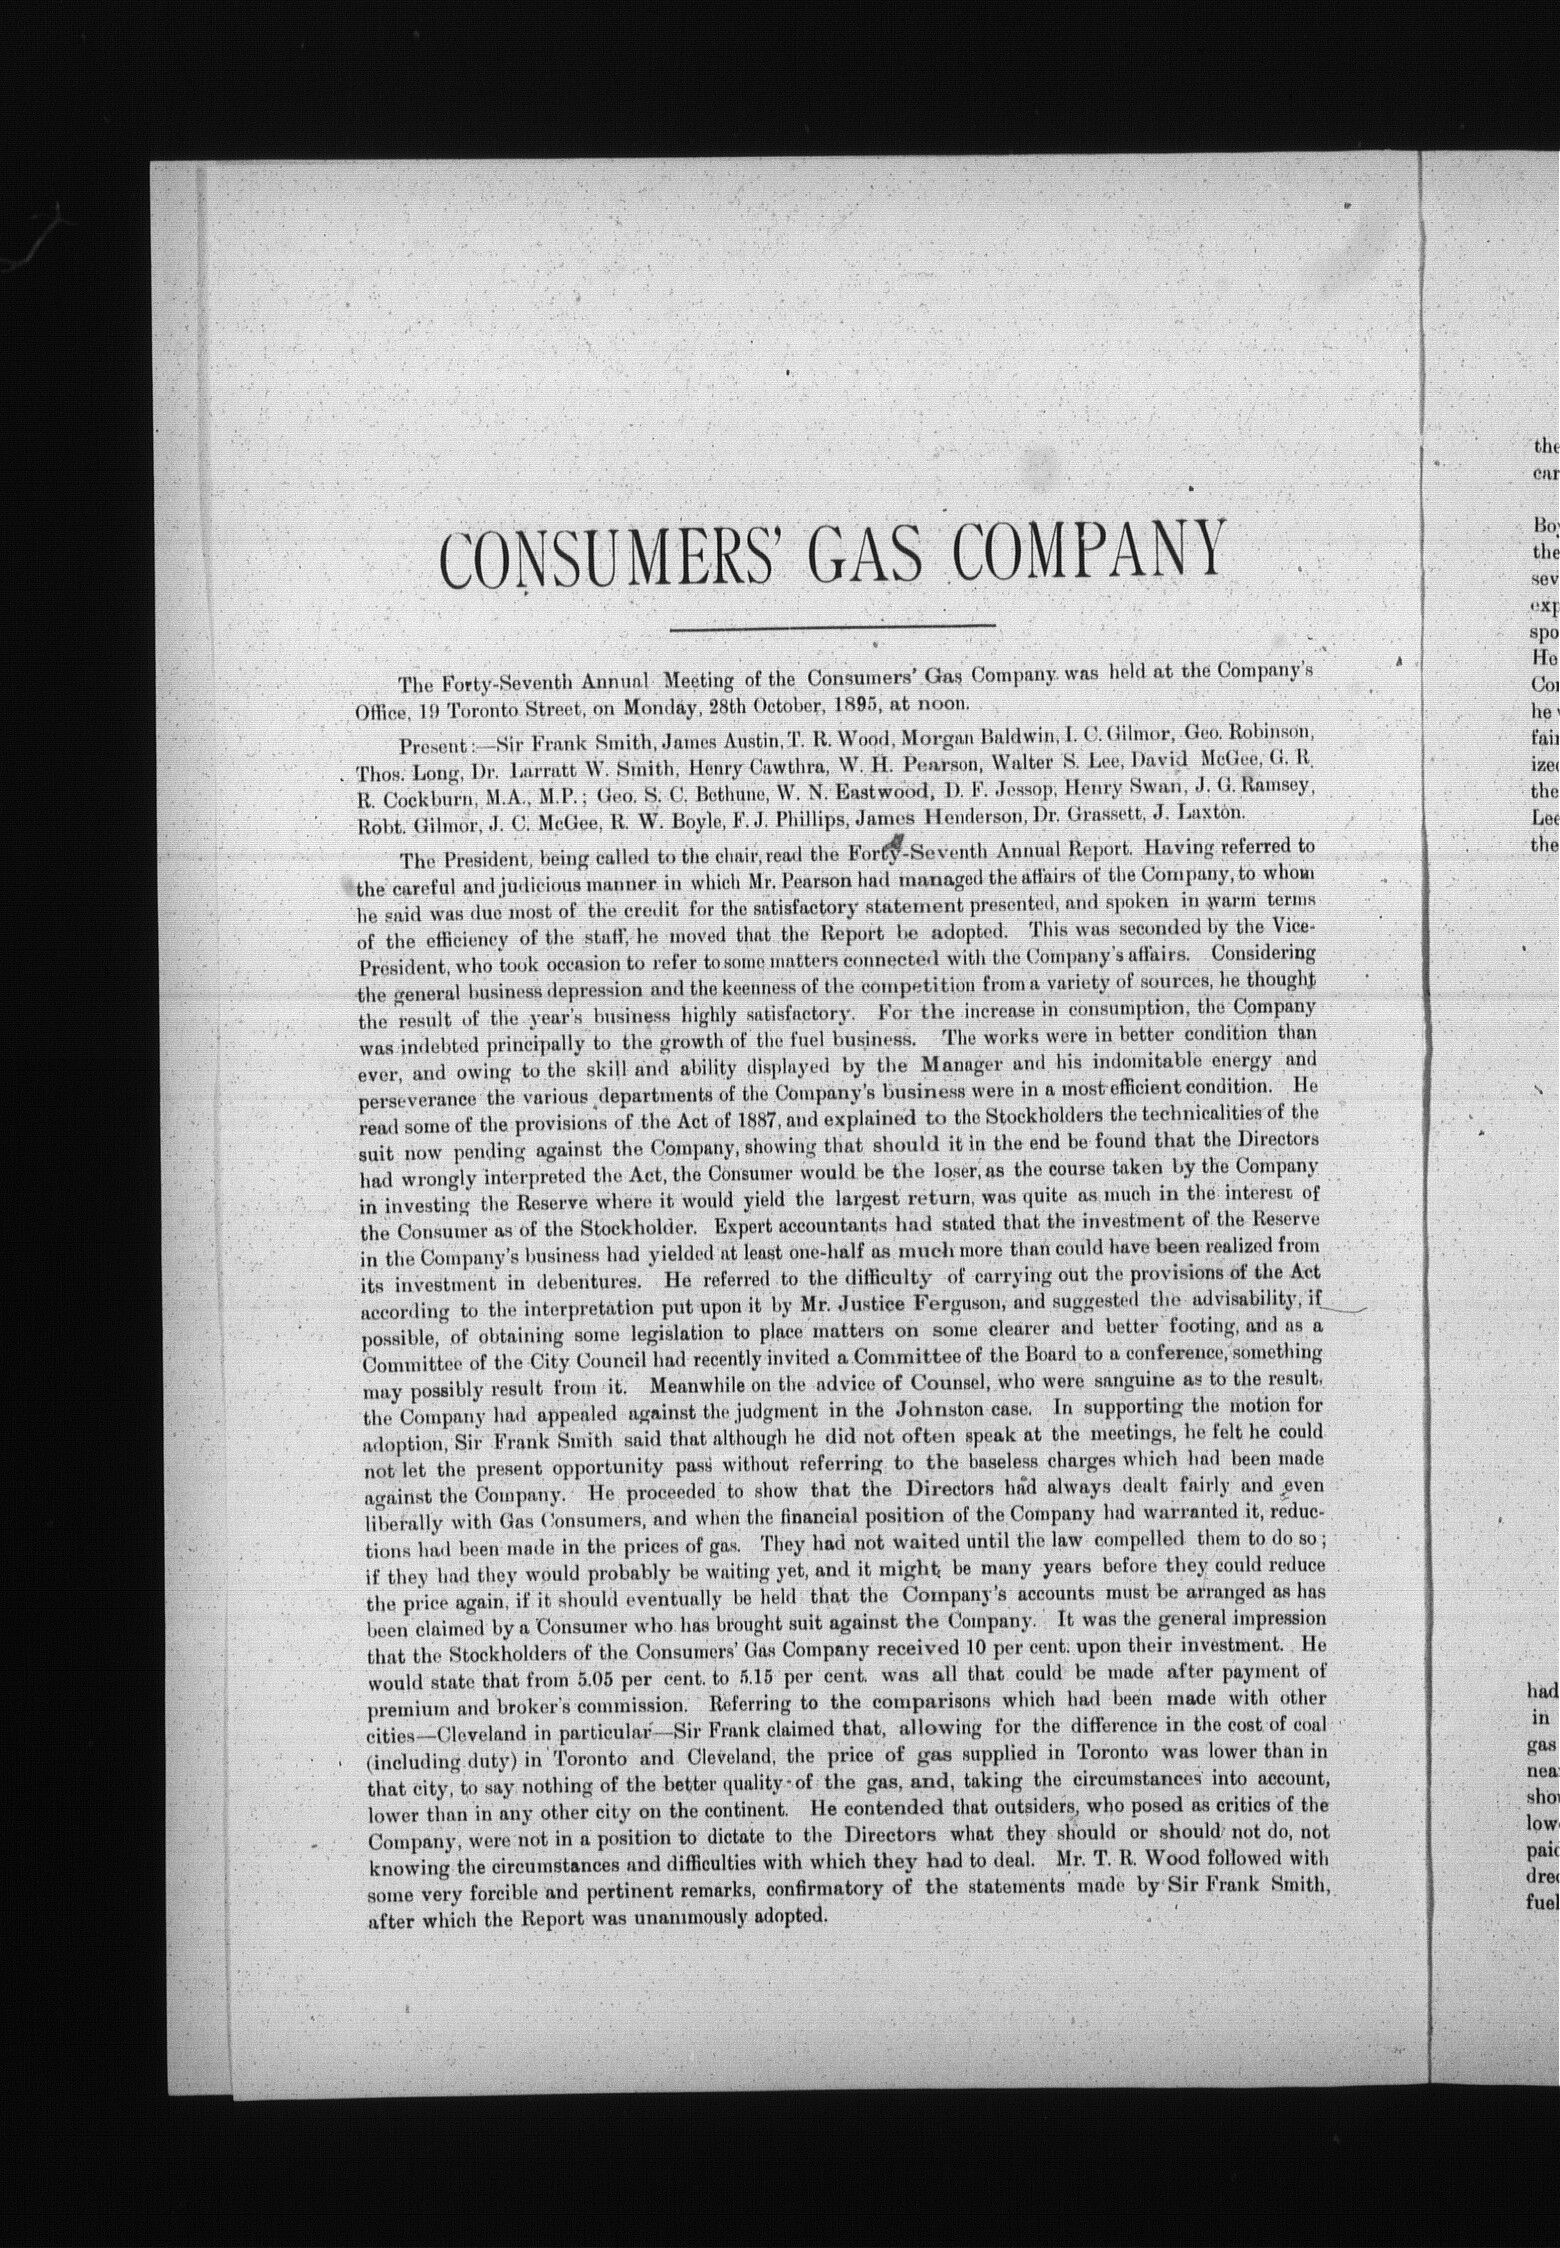 CONSUMERS' GAS COMPANY
The Forty-Seventh Annual Meeting of the Consumers' Gas Company was held at the Company's
Office, 19 Toronto Street, on Monday, 28th October, 1895, at noon.
Present:—Sir Frank Smith, James Austin, T. R. Wood, Morgan Baldwin, I. C. Gilmor, Geo. Robinson,
Thos. Long, Dr. Larratt W. Smith, Henry Cawthra, W. H. Pearson, Walter S. Lee, David McGee, G. R.
R. Cockburn, M.A., M.P.; Geo. S. C. Bethune, W. N. Eastwood, D. F. Jessop, Henry Swan, J. G. Ramsey,
Robt. Gilmor, J. C. McGee, R. W. Boyle, F. J. Phillips, James Henderson, Dr. Grassett, J. Laxton.
The President, being called to the chair, read the Forty-Seventh Annual Report. Having referred to
the careful and judicious manner in which Mr. Pearson had managed the affairs of the Company, to whom
he said was due most of the credit for the satisfactory statement presented, and spoken in warm terms
of the efficiency of the staff, he moved that the Report be adopted. This was seconded by the Vice-
President, who took occasion to refer to some matters connected with the Company's affairs. Considering
the general business depression and the keenness of the competition from a variety of sources, he thought
the result of the year's business highly satisfactory. For the increase in consumption, the Company
was indebted principally to the growth of the fuel business. The works were in better condition than
ever, and owing to the skill and ability displayed by the Manager and his indomitable energy and
perseverance the various departments of the Company's business were in a most efficient condition. He
read some of the provisions of the Act of 1887, and explained to the Stockholders the technicalities of the
suit now pending against the Company, showing that should it in the end be found that the Directors
had wrongly interpreted the Act, the Consumer would be the loser, as the course taken by the Company
in investing the Reserve where it would yield the largest return, was quite as much in the interest of
the Consumer as of the Stockholder. Expert accountants had stated that the investment of the Reserve
in the Company's business had yielded at least one-half as much more than could have been realized from
its investment in debentures. He referred to the difficulty of carrying out the provisions of the Act
according to the interpretation put upon it by Mr. Justice Ferguson, and suggested the advisability, if
possible, of obtaining some legislation to place matters on some clearer and better footing, and as a
Committee of the City Council had recently invited a Committee of the Board to a conference, something
may possibly result from it. Meanwhile on the advice of Counsel, who were sanguine as to the result,
the Company had appealed against the judgment in the Johnston case. In supporting the motion for
adoption, Sir Frank Smith said that although he did not often speak at the meetings, he felt he could
not let the present opportunity pass without referring to the baseless charges which had been made
against the Company. He proceeded to show that the Directors had always dealt fairly and even
liberally with Gas Consumers, and when the financial position of the Company had warranted it, reduc-
tions had been made in the prices of gas. They had not waited until the law compelled them to do so;
if they had they would probably be waiting yet, and it might be many years before they could reduce
the price again, if it should eventually be held that the Company's accounts must be arranged as has
been claimed by a Consumer who has brought suit against the Company. It was the general impression
that the Stockholders of the Consumers' Gas Company received 10 per cent. upon their investment. He
would state that from 5.05 per cent. to 5.15 per cent. was all that could be made after payment of
premium and broker's commission. Referring to the comparisons which had been made with other
cities—Cleveland in particular—Sir Frank claimed that, allowing for the difference in the cost of coal
(including duty) in Toronto and Cleveland, the price of gas supplied in Toronto was lower than in
that city, to say nothing of the better quality of the gas, and, taking the circumstances into account,
lower than in any other city on the continent. He contended that outsiders, who posed as critics of the
Company, were not in a position to dictate to the Directors what they should or should not do, not
knowing the circumstances and difficulties with which they had to deal. Mr. T. R. Wood followed with
some very forcible and pertinent remarks, confirmatory of the statements made by Sir Frank Smith,
after which the Report was unanimously adopted.